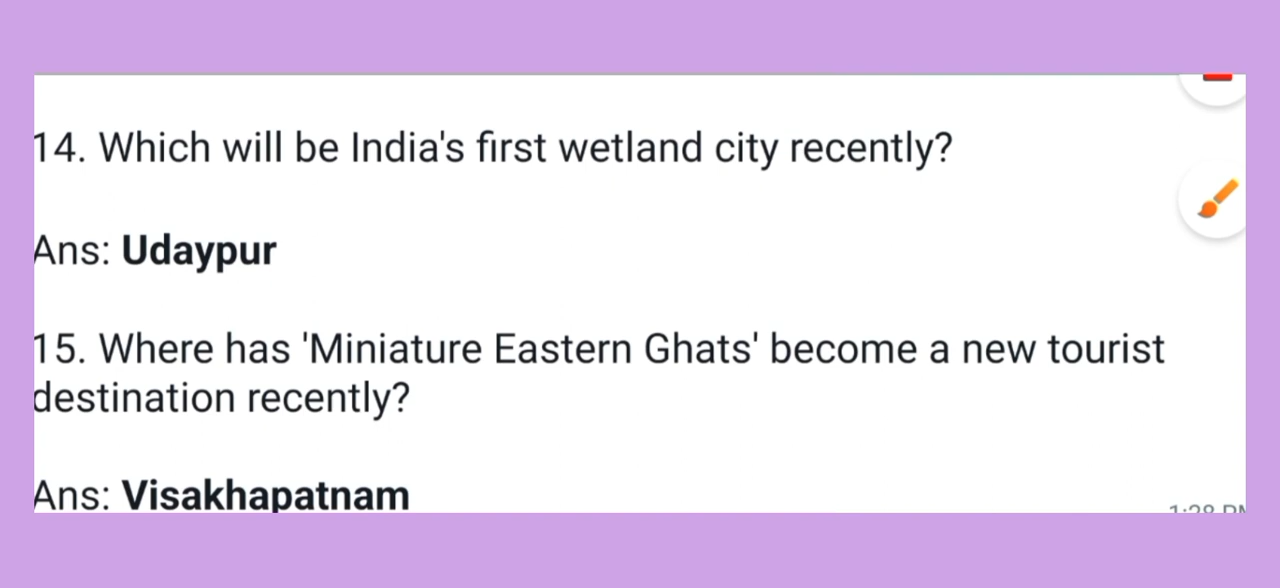 14. Which will be India's first wetland city recently?
Ans: Udaypur
15. Where has 'Miniature Eastern Ghats' become a new tourist
destination recently?
Ans: Visakhapatnam